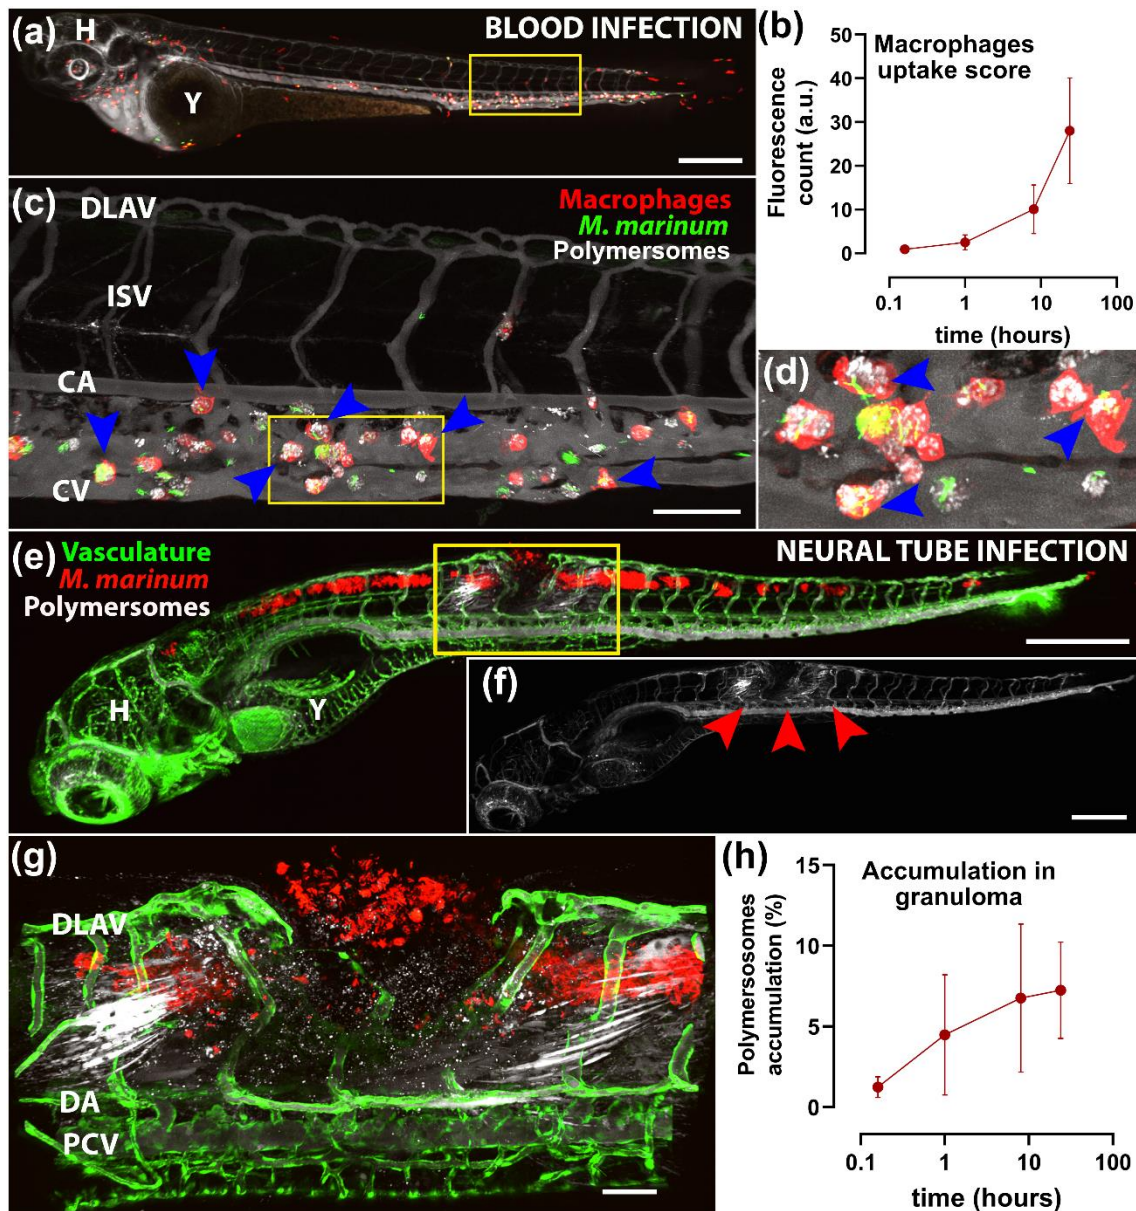 (a)
H
BLOOD INFECTION
Y
(b)
Macrophages
uptake score
Fluorescence
count (a.u.)
50
40
30
20
10
0
0.1 1 10 100
time (hours)
(c)
DLAV
Macrophages
M. marinum
Polymersomes
ISV
CA
CV
(d)
(e)
Vasculature
M. marinum
Polymersomes
NEURAL TUBE INFECTION
H
Y
(f)
(g)
DLAV
DA
PCV
(h)
Accumulation in
granuloma
Polymersosomes
accumulation (%)
15
10
5
0
0.1 1 10 100
time (hours)